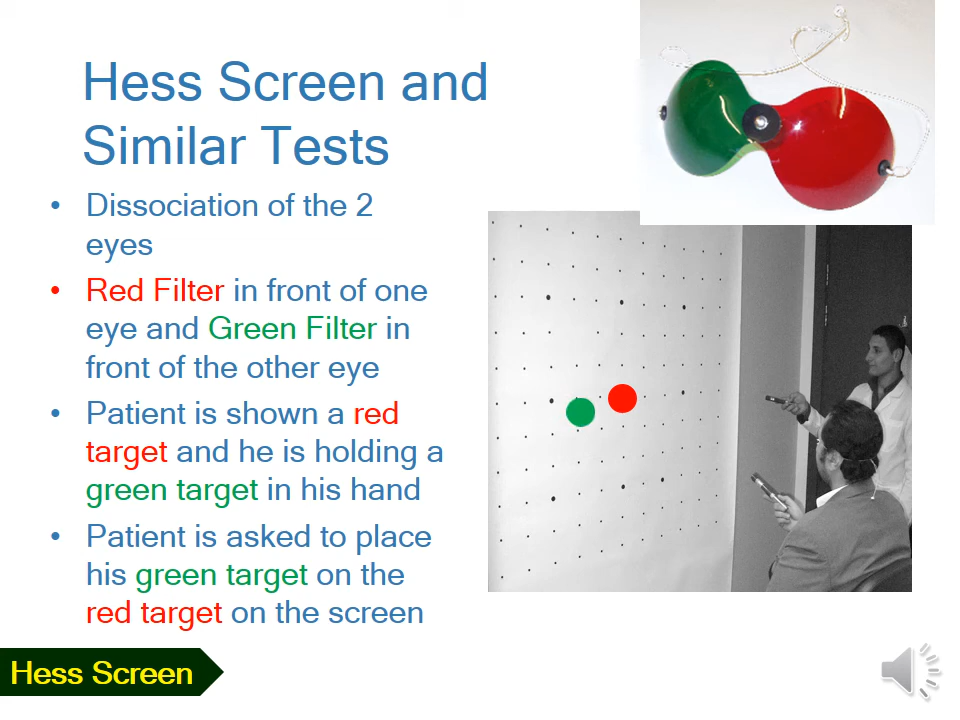 Hess Screen and
Similar Tests
• Dissociation of the 2
eyes
• Red Filter in front of one
eye and Green Filter in
front of the other eye
• Patient is shown a red
target and he is holding a
green target in his hand
• Patient is asked to place
his green target on the
red target on the screen
Hess Screen